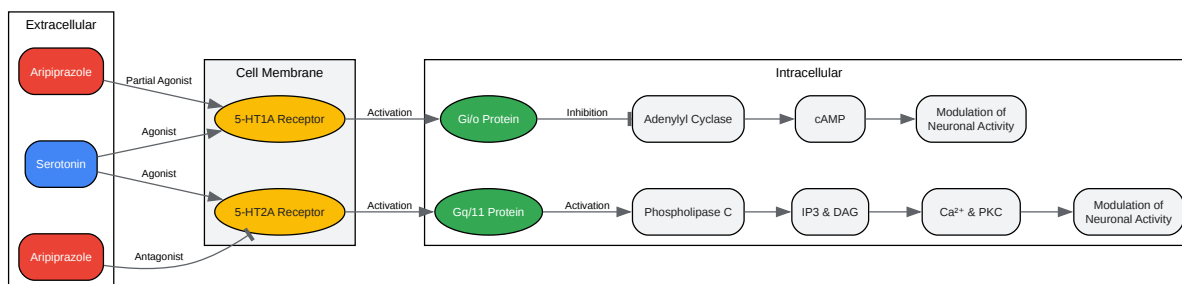 Extracellular
Aripiprazole
Partial Agonist
Cell Membrane
5-HT1A Receptor
Activation
Intracellular
Gi/o Protein
Inhibition
Adenylyl Cyclase
cAMP
Modulation of
Neuronal Activity
Agonist
Serotonin
Agonist
5-HT2A Receptor
Activation
Gq/11 Protein
Activation
Phospholipase C
IP3 & DAG
Ca²⁺ & PKC
Modulation of
Neuronal Activity
Aripiprazole
Antagonist